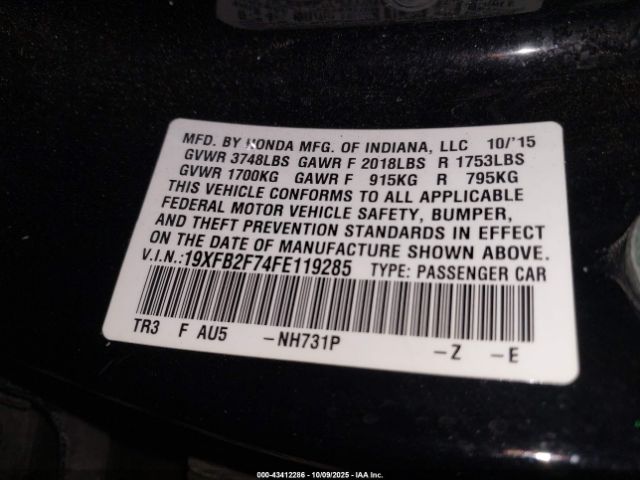 MFD. BY HONDA MFG. OF INDIANA, LLC 10/'15
GVWR 3748LBS GAWR F 2018LBS R 1753LBS
GVWR 1700KG GAWR F 915KG R 795KG
THIS VEHICLE CONFORMS TO ALL APPLICABLE
FEDERAL MOTOR VEHICLE SAFETY, BUMPER,
AND THEFT PREVENTION STANDARDS IN EFFECT
ON THE DATE OF MANUFACTURE SHOWN ABOVE.
V.I.N.:19XFB2F74FE119285 TYPE: PASSENGER CAR
TR3 F AU5 -NH731P -Z -E
000-43412286 | 10/09/2025 | IAA Inc.